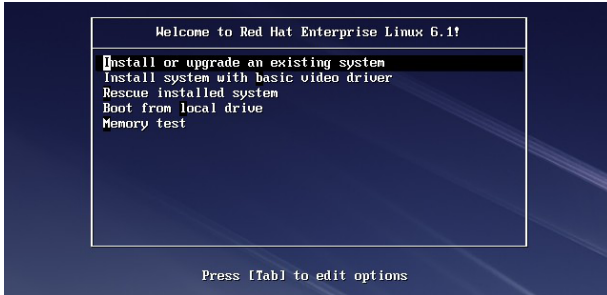 Welcome to Red Hat Enterprise Linux 6.1!
Install or upgrade an existing system
Install system with basic video driver
Rescue installed system
Boot from local drive
Memory test
Press [Tab] to edit options